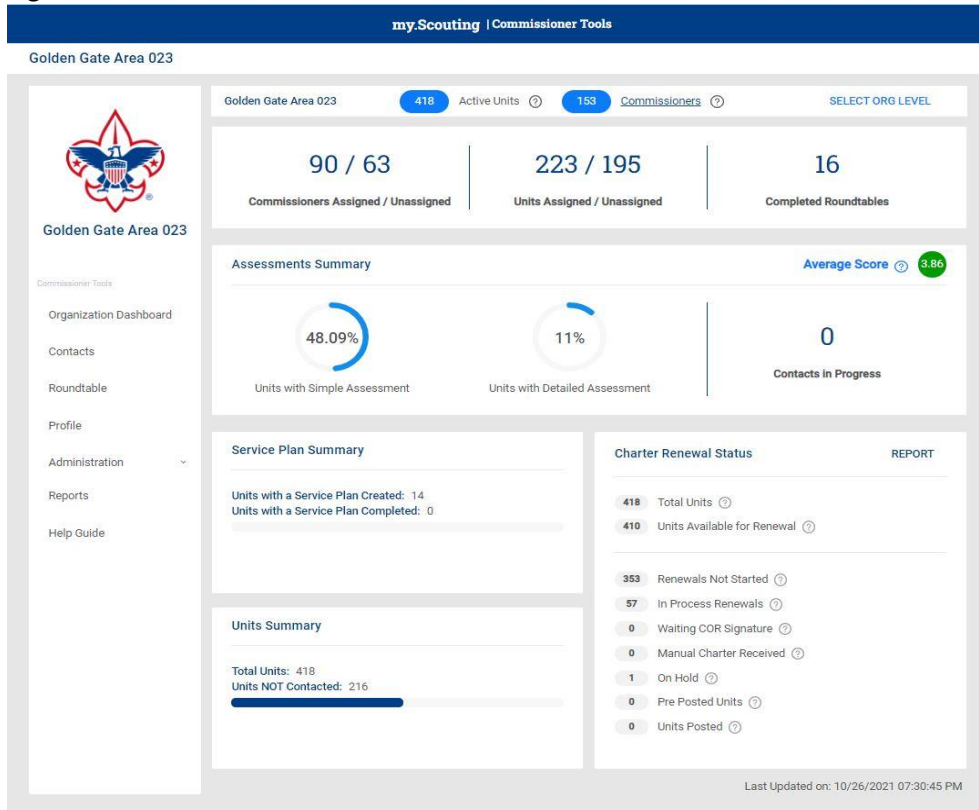 my.Scouting | Commissioner Tools
Golden Gate Area 023
Golden Gate Area 023
Commissioner Tools
Organization Dashboard
Contacts
Roundtable
Profile
Administration
Reports
Help Guide
Golden Gate Area 023 418 Active Units ? 153 Commissioners ? SELECT ORG LEVEL
90 / 63
Commissioners Assigned / Unassigned
223 / 195
Units Assigned / Unassigned
16
Completed Roundtables
Assessments Summary
Average Score ? 3.86
48.09%
Units with Simple Assessment
11%
Units with Detailed Assessment
0
Contacts in Progress
Service Plan Summary
Units with a Service Plan Created: 14
Units with a Service Plan Completed: 0
Units Summary
Total Units: 418
Units NOT Contacted: 216
Charter Renewal Status REPORT
418 Total Units ?
410 Units Available for Renewal ?
353 Renewals Not Started ?
57 In Process Renewals ?
0 Waiting COR Signature ?
0 Manual Charter Received ?
1 On Hold ?
0 Pre Posted Units ?
0 Units Posted ?
Last Updated on: 10/26/2021 07:30:45 PM